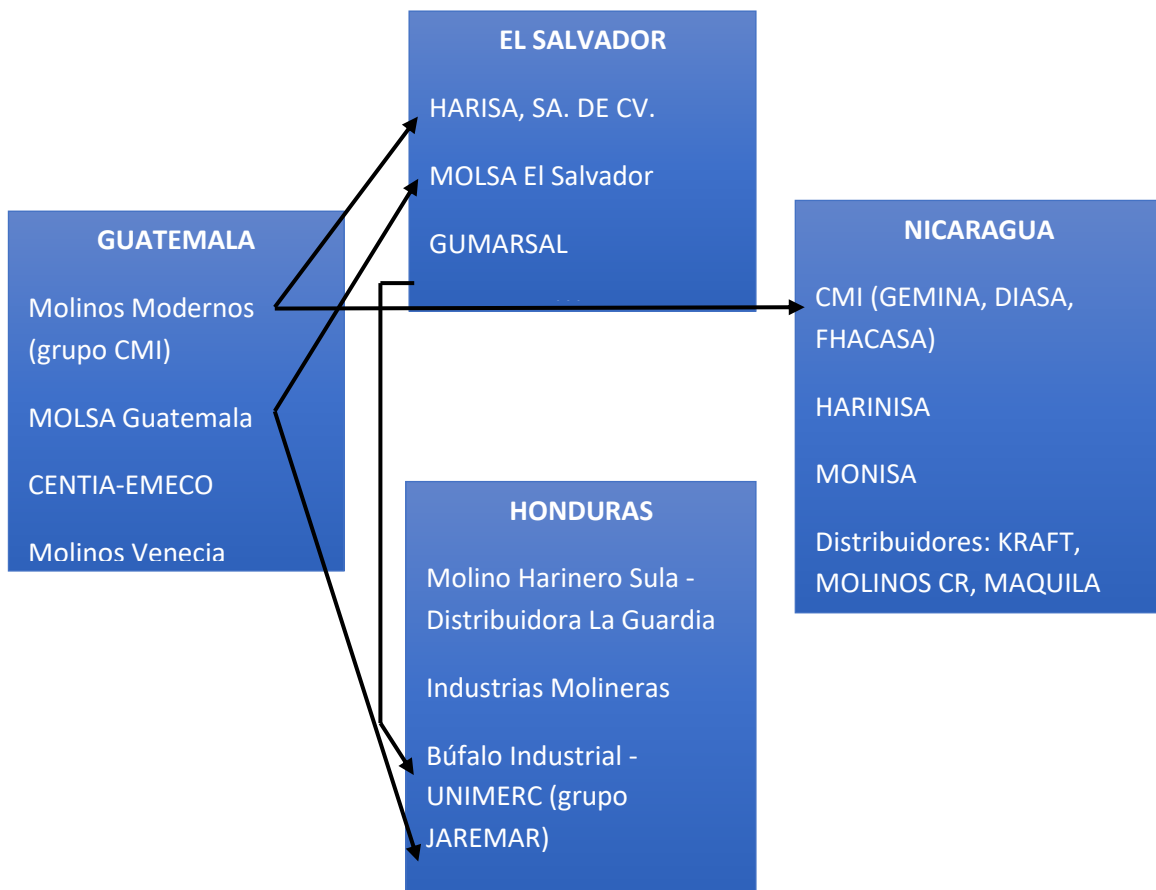 EL SALVADOR
HARISA, SA. DE CV.
MOLSA El Salvador
GUMARSAL
GUATEMALA
Molinos Modernos
(grupo CMI)
MOLSA Guatemala
CENTIA-EMECO
Molinos Venecia
NICARAGUA
CMI (GEMINA, DIASA,
FHACASA)
HARINISA
MONISA
Distribuidores: KRAFT,
MOLINOS CR, MAQUILA
HONDURAS
Molino Harinero Sula -
Distribuidora La Guardia
Industrias Molineras
Búfalo Industrial -
UNIMERC (grupo
JAREMAR)